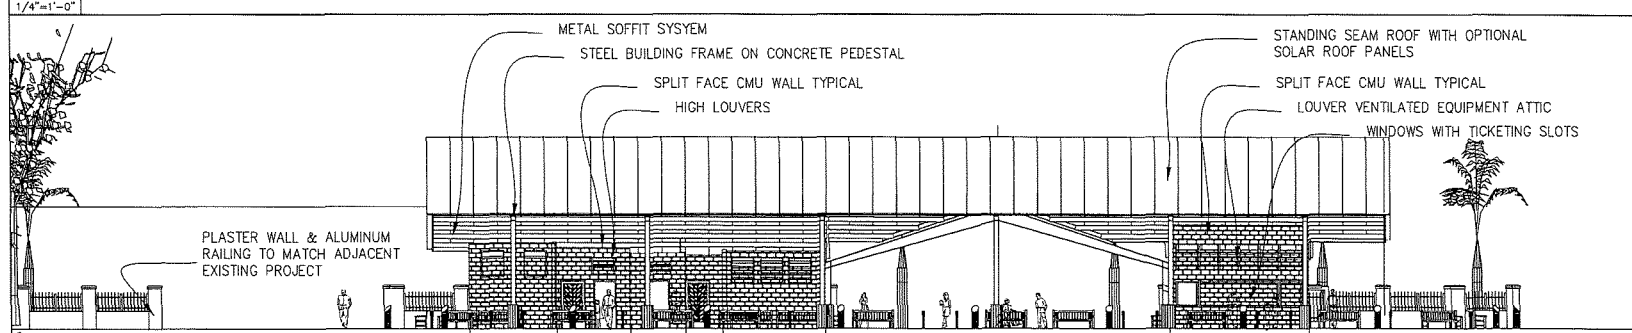 1/4"=1'-0"
METAL SOFFIT SYSYEM
STEEL BUILDING FRAME ON CONCRETE PEDESTAL
SPLIT FACE CMU WALL TYPICAL
HIGH LOUVERS
STANDING SEAM ROOF WITH OPTIONAL
SOLAR ROOF PANELS
SPLIT FACE CMU WALL TYPICAL
LOUVER VENTILATED EQUIPMENT ATTIC
WINDOWS WITH TICKETING SLOTS
PLASTER WALL & ALUMINUM
RAILING TO MATCH ADJACENT
EXISTING PROJECT